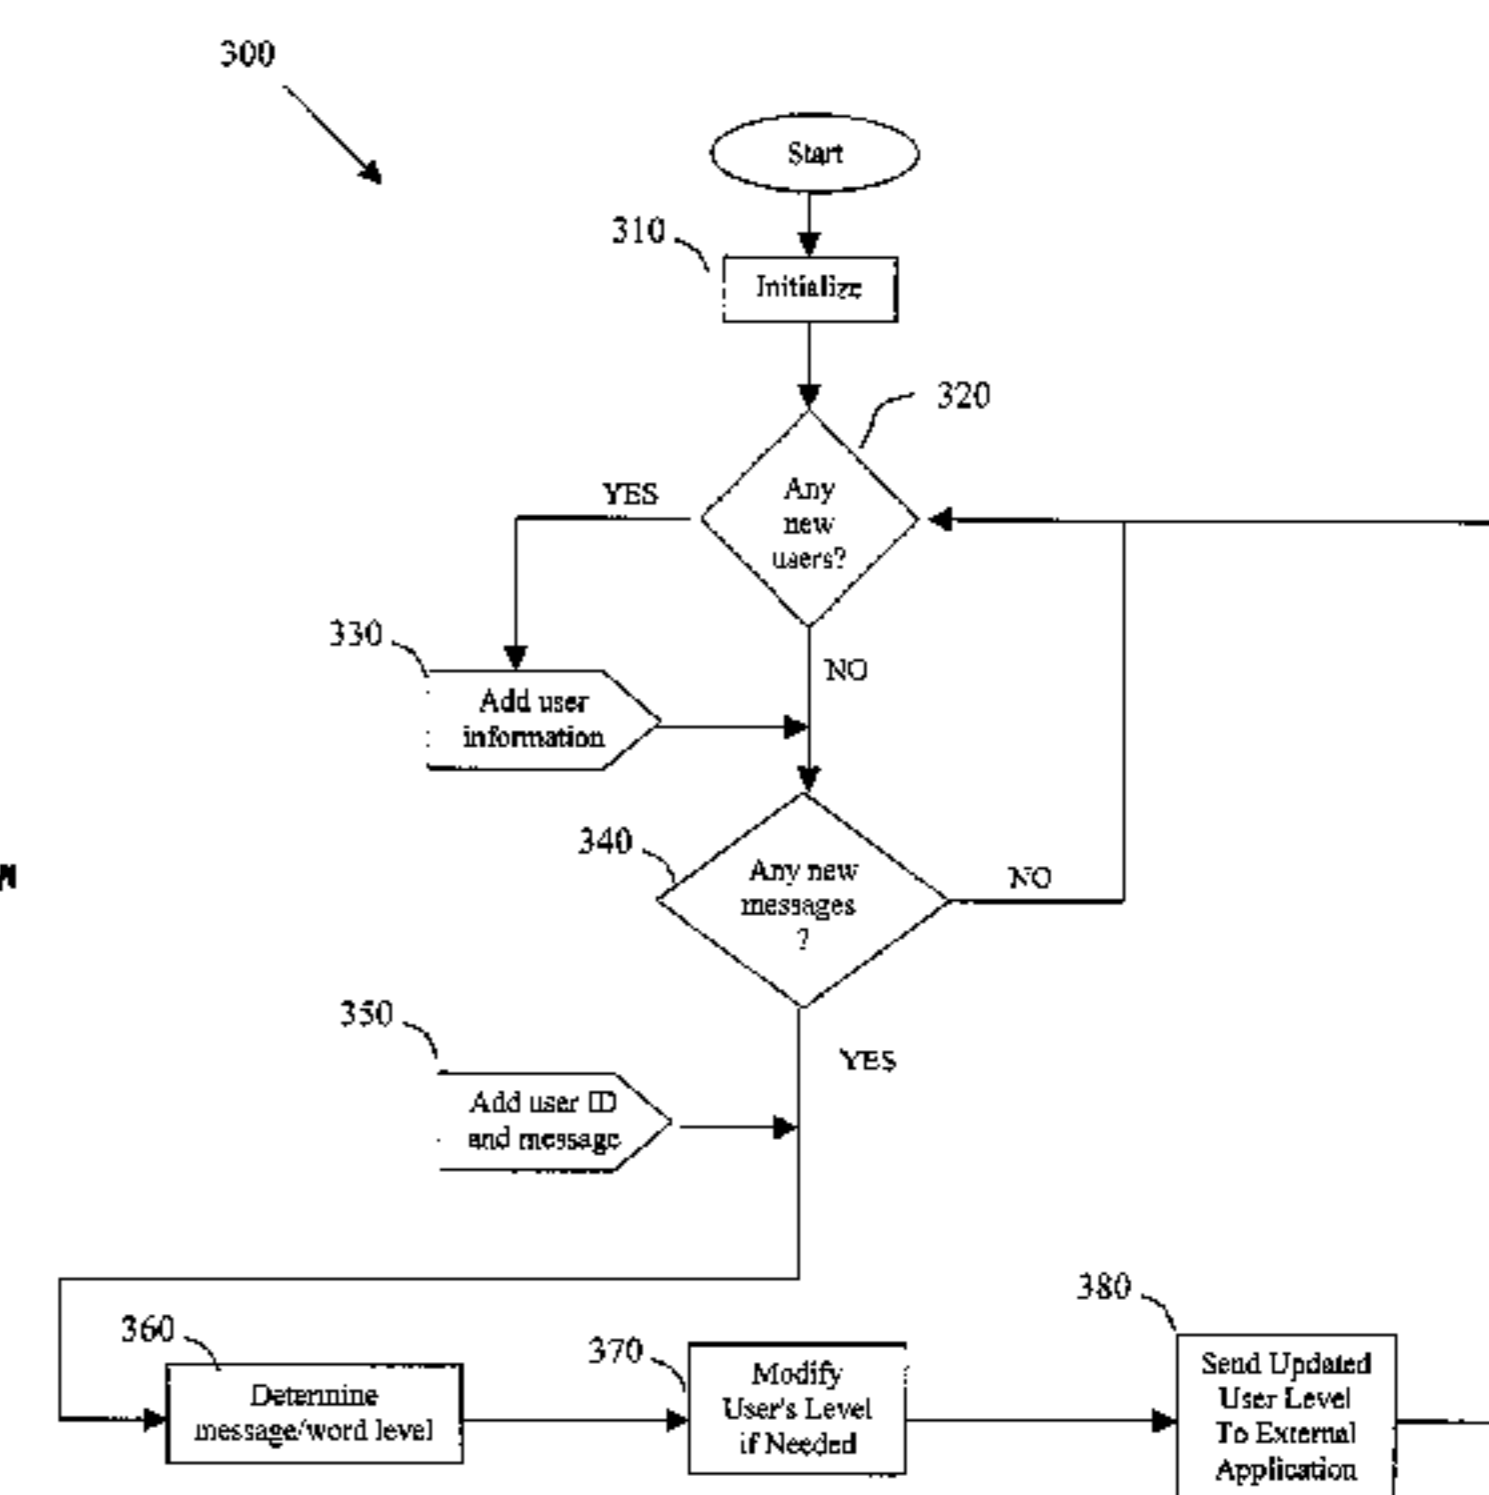 300
Start
310
Initialize
320
Any
new
users?
YES
NO
330
Add user
information
340
Any new
messages
?
NO
YES
350
Add user ID
and message
360
Determine
message/word level
370
Modify
User's Level
if Needed
380
Send Updated
User Level
To External
Application